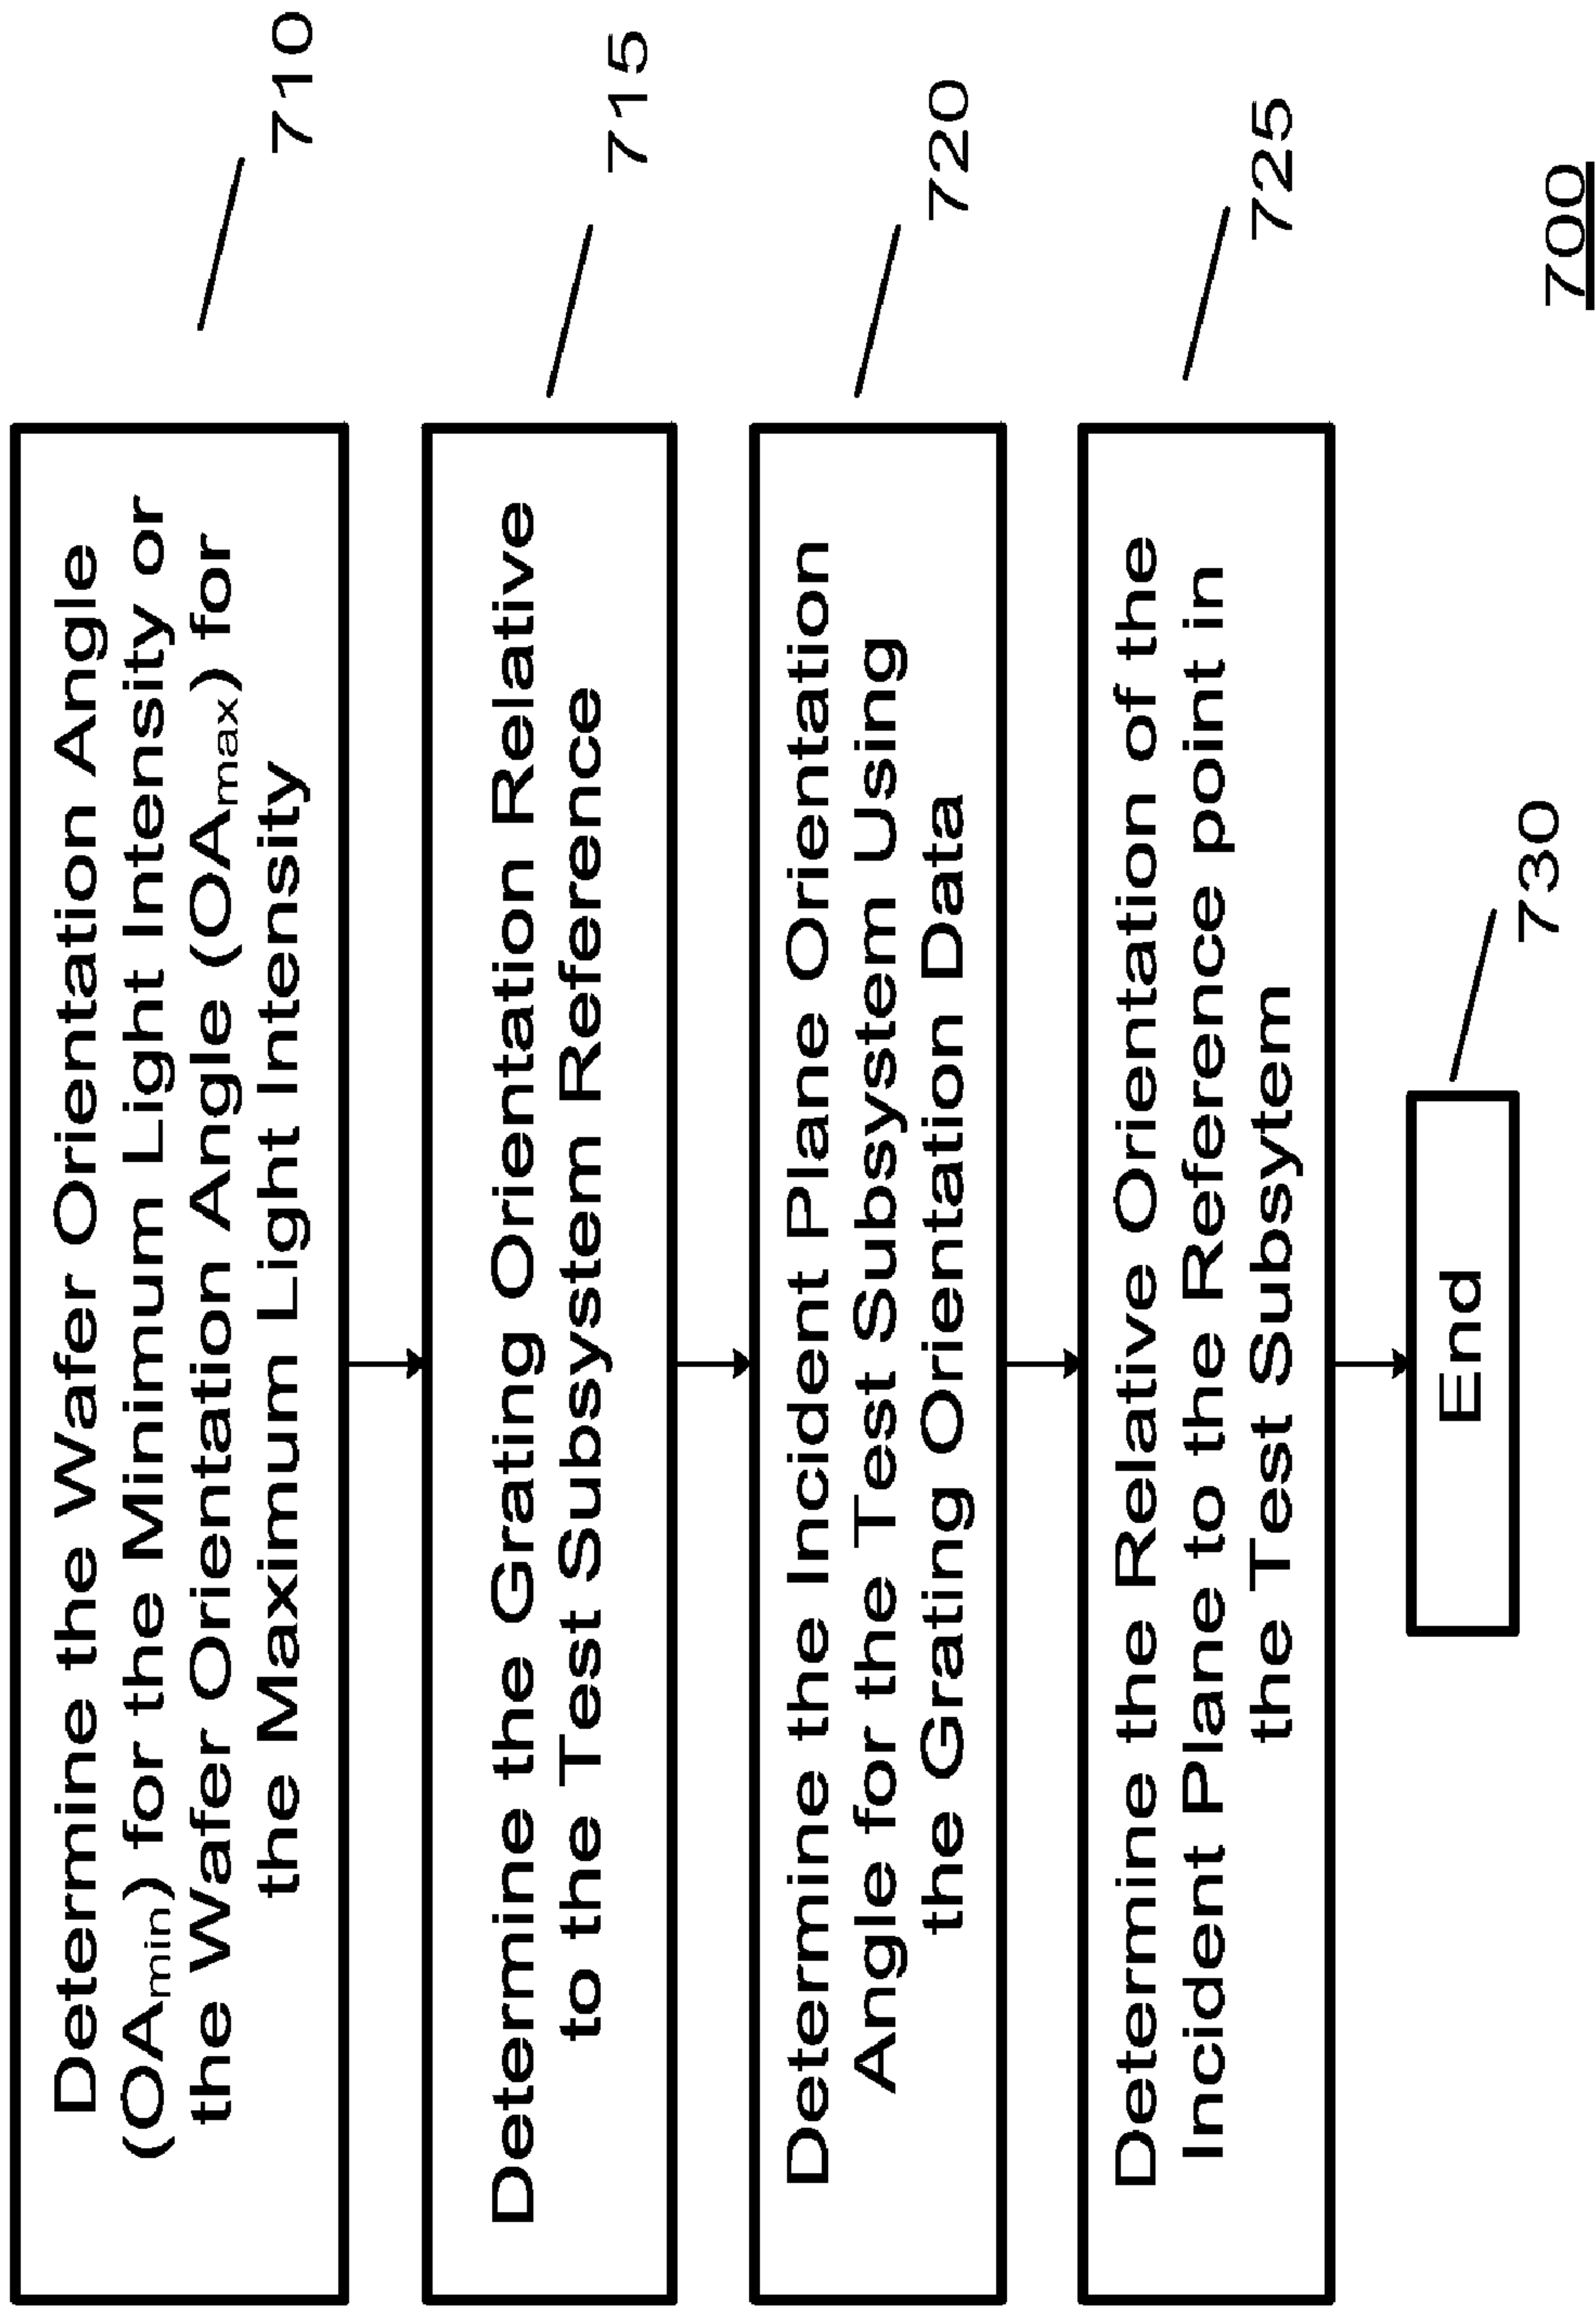 Determine the Wafer Orientation Angle
(OAmin) for the Minimum Light Intensity or
the Wafer Orientation Angle (OAmax) for
the Maximum Light Intensity
710
Determine the Grating Orientation Relative
to the Test Subsystem Reference
715
Determine the Incident Plane Orientation
Angle for the Test Subsystem Using
the Grating Orientation Data
720
Determine the Relative Orientation of the
Incident Plane to the Reference point in
the Test Subsytem
725
End
730
700